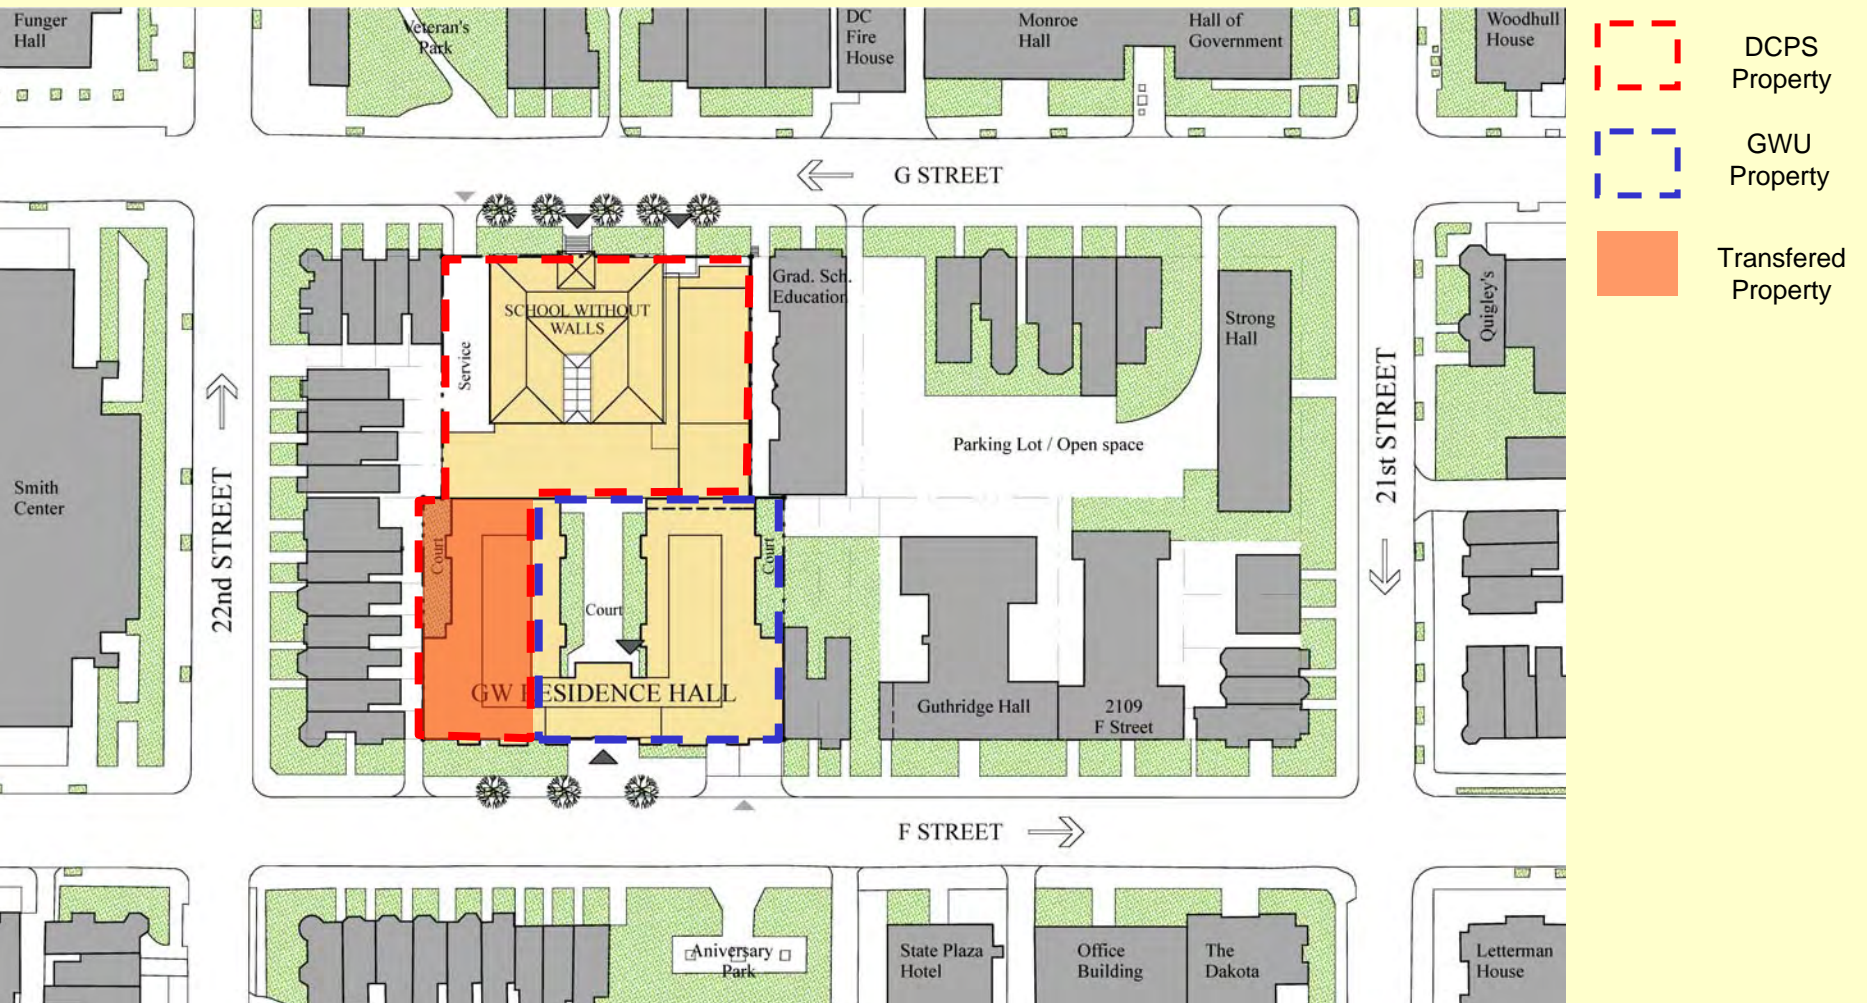 Funger
Hall
Veteran's
Park
DC
Fire
House
Monroe
Hall
Hall of
Government
Woodhull
House
DCPS
Property
GWU
Property
Transfered
Property
G STREET
SCHOOL WITHOUT
WALLS
Service
Grad. Sch.
Education
Strong
Hall
Quigley's
Parking Lot / Open space
Smith
Center
22nd STREET
21st STREET
Court
Court
Court
GW RESIDENCE HALL
Guthridge Hall
2109
F Street
F STREET
Aniversary
Park
State Plaza
Hotel
Office
Building
The
Dakota
Letterman
House